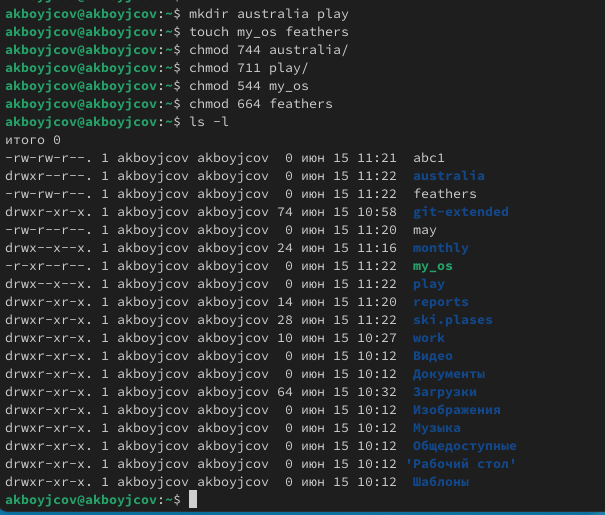 akboyjcov@akboyjcov:~$ mkdir australia play
akboyjcov@akboyjcov:~$ touch my_os feathers
akboyjcov@akboyjcov:~$ chmod 744 australia/
akboyjcov@akboyjcov:~$ chmod 711 play/
akboyjcov@akboyjcov:~$ chmod 544 my_os
akboyjcov@akboyjcov:~$ chmod 664 feathers
akboyjcov@akboyjcov:~$ ls -l
итого 0
-rw-rw-r--. 1 akboyjcov akboyjcov  0 июн 15 11:21  abc1
drwxr--r--. 1 akboyjcov akboyjcov  0 июн 15 11:22  australia
-rw-rw-r--. 1 akboyjcov akboyjcov  0 июн 15 11:22  feathers
drwxr-xr-x. 1 akboyjcov akboyjcov 74 июн 15 10:58  git-extended
-rw-r--r--. 1 akboyjcov akboyjcov  0 июн 15 11:20  may
drwx--x--x. 1 akboyjcov akboyjcov 24 июн 15 11:16  monthly
-r-xr--r--. 1 akboyjcov akboyjcov  0 июн 15 11:22  my_os
drwx--x--x. 1 akboyjcov akboyjcov  0 июн 15 11:22  play
drwxr-xr-x. 1 akboyjcov akboyjcov 14 июн 15 11:20  reports
drwxr-xr-x. 1 akboyjcov akboyjcov 28 июн 15 11:22  ski.plases
drwxr-xr-x. 1 akboyjcov akboyjcov 10 июн 15 10:27  work
drwxr-xr-x. 1 akboyjcov akboyjcov  0 июн 15 10:12  Видео
drwxr-xr-x. 1 akboyjcov akboyjcov  0 июн 15 10:12  Документы
drwxr-xr-x. 1 akboyjcov akboyjcov 64 июн 15 10:32  Загрузки
drwxr-xr-x. 1 akboyjcov akboyjcov  0 июн 15 10:12  Изображения
drwxr-xr-x. 1 akboyjcov akboyjcov  0 июн 15 10:12  Музыка
drwxr-xr-x. 1 akboyjcov akboyjcov  0 июн 15 10:12  Общедоступные
drwxr-xr-x. 1 akboyjcov akboyjcov  0 июн 15 10:12 'Рабочий стол'
drwxr-xr-x. 1 akboyjcov akboyjcov  0 июн 15 10:12  Шаблоны
akboyjcov@akboyjcov:~$